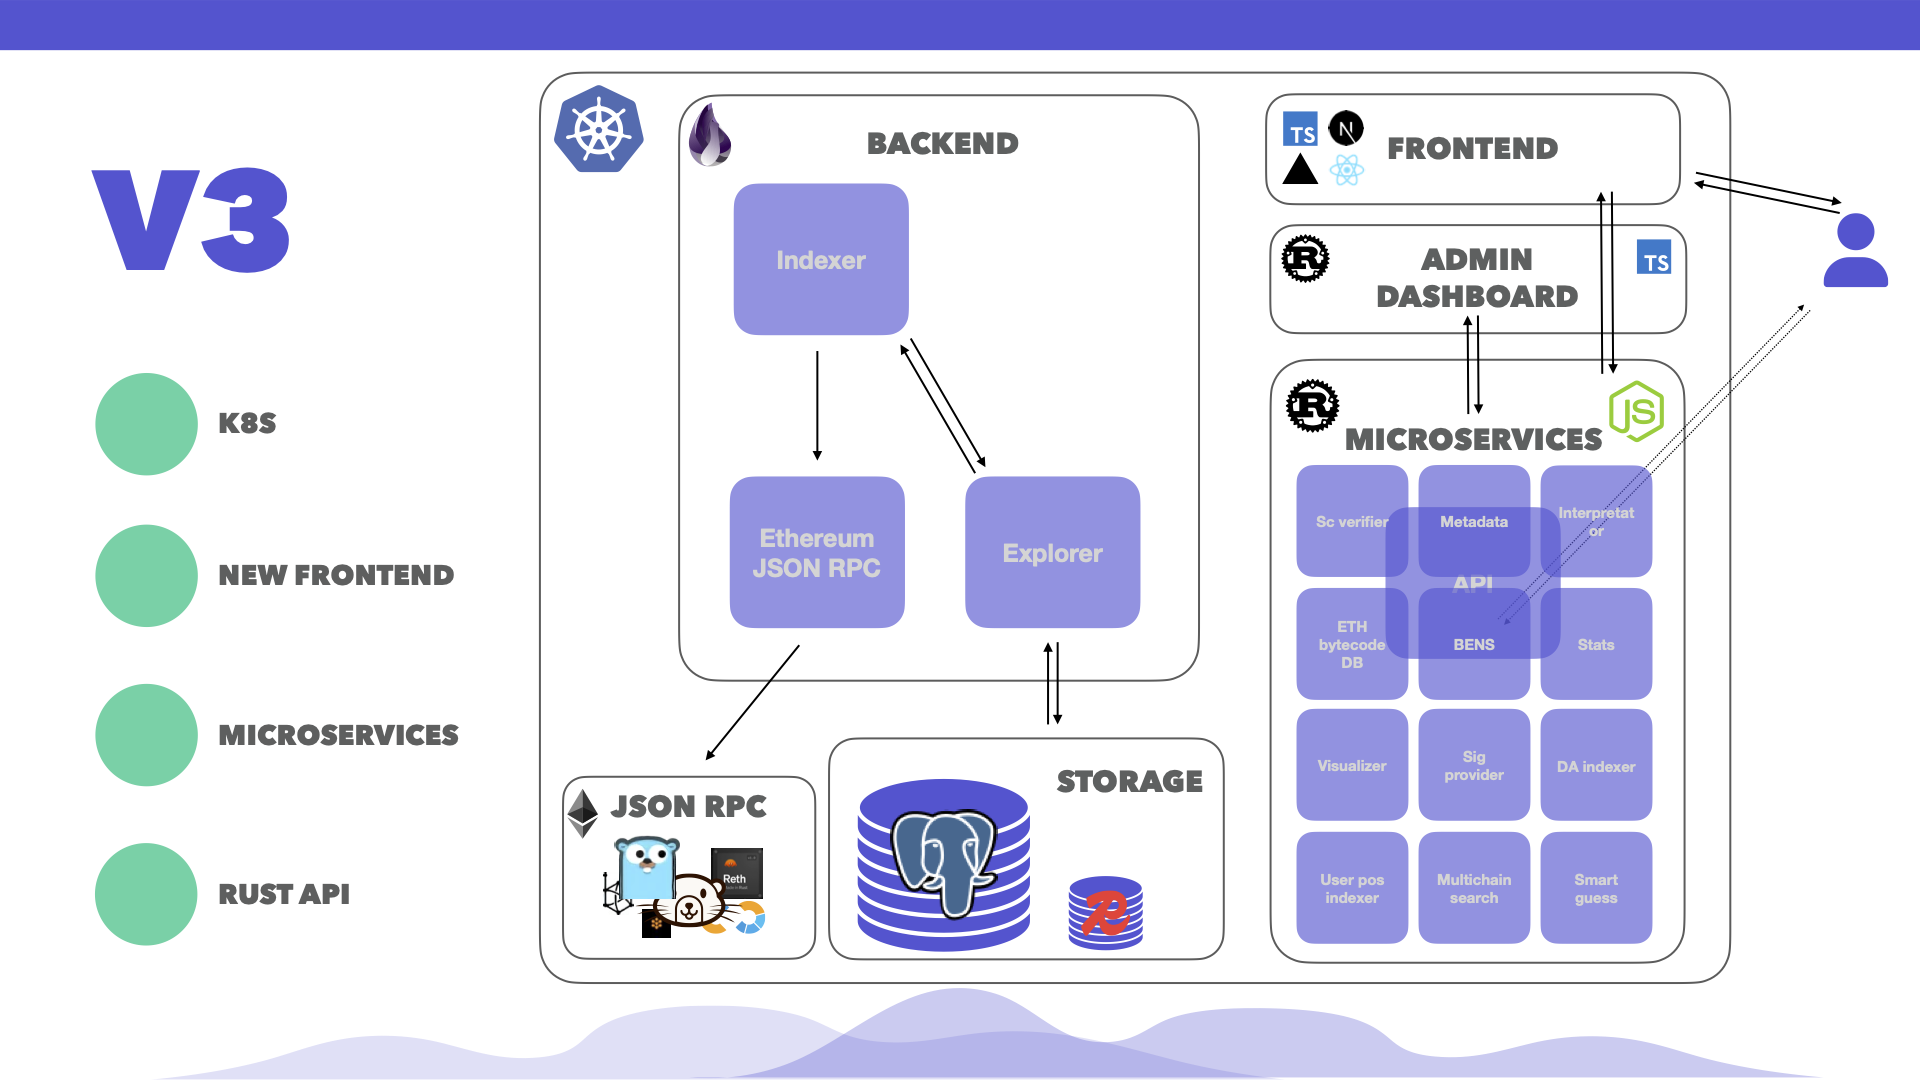 V3
K8S
NEW FRONTEND
MICROSERVICES
RUST API
BACKEND
Indexer
Ethereum
JSON RPC
Explorer
JSON RPC
Reth
STORAGE
TS
N
FRONTEND
ADMIN
DASHBOARD
TS
R
R
JS
MICROSERVICES
Sc verifier
Metadata
Interpretat
or
API
ETH
bytecode
DB
BENS
Stats
Visualizer
Sig
provider
DA indexer
User pos
indexer
Multichain
search
Smart
guess